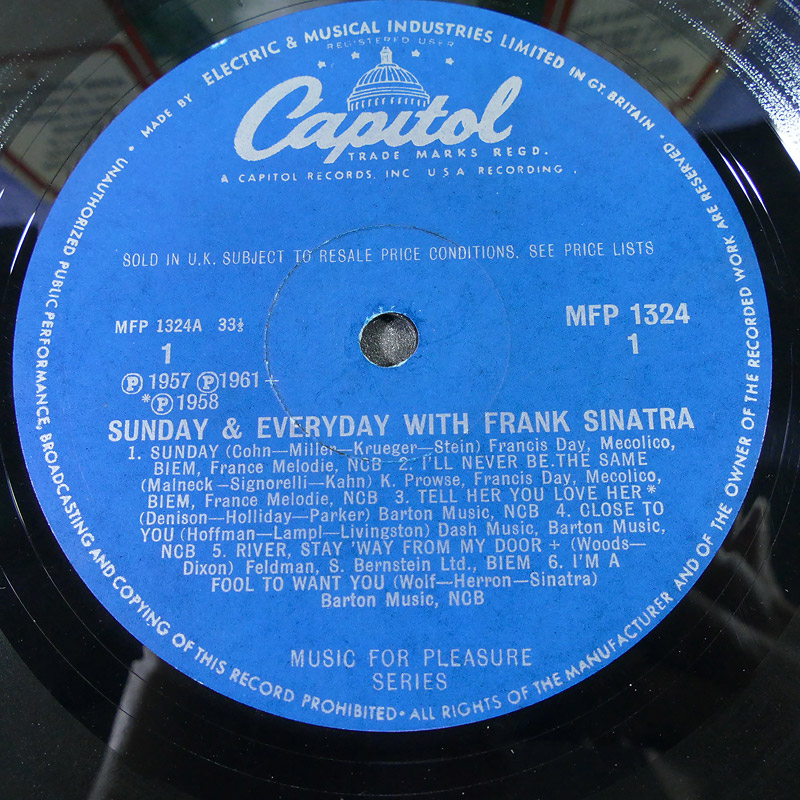 MADE BY ELECTRIC & MUSICAL INDUSTRIES LIMITED IN GT. BRITAIN •
REGISTERED USER
Capitol
TRADE MARKS REGD.
A CAPITOL RECORDS, INC U S A RECORDING .
SOLD IN U.K. SUBJECT TO RESALE PRICE CONDITIONS. SEE PRICE LISTS
MFP 1324A 33⅓
1
MFP 1324
1
Ⓟ 1957 Ⓟ1961 +
*Ⓟ 1958
SUNDAY & EVERYDAY WITH FRANK SINATRA
1. SUNDAY (Cohn—Miller—Krueger—Stein) Francis Day, Mecolico,
BIEM, France Melodie, NCB 2. I'LL NEVER BE.THE SAME
(Malneck—Signorelli—Kahn) K. Prowse, Francis Day, Mecolico,
BIEM, France Melodie, NCB 3. TELL HER YOU LOVE HER *
(Denison—Holliday—Parker) Barton Music, NCB 4. CLOSE TO
YOU (Hoffman—Lampl—Livingston) Dash Music, Barton Music,
NCB 5. RIVER, STAY 'WAY FROM MY DOOR + (Woods—
Dixon) Feldman, S. Bernstein Ltd., BIEM 6. I'M A
FOOL TO WANT YOU (Wolf—Herron—Sinatra)
Barton Music, NCB
MUSIC FOR PLEASURE
SERIES
• UNAUTHORIZED PUBLIC PERFORMANCE, BROADCASTING AND COPYING OF THIS RECORD PROHIBITED • ALL RIGHTS OF THE MANUFACTURER AND OF THE OWNER OF THE RECORDED WORK ARE RESERVED •